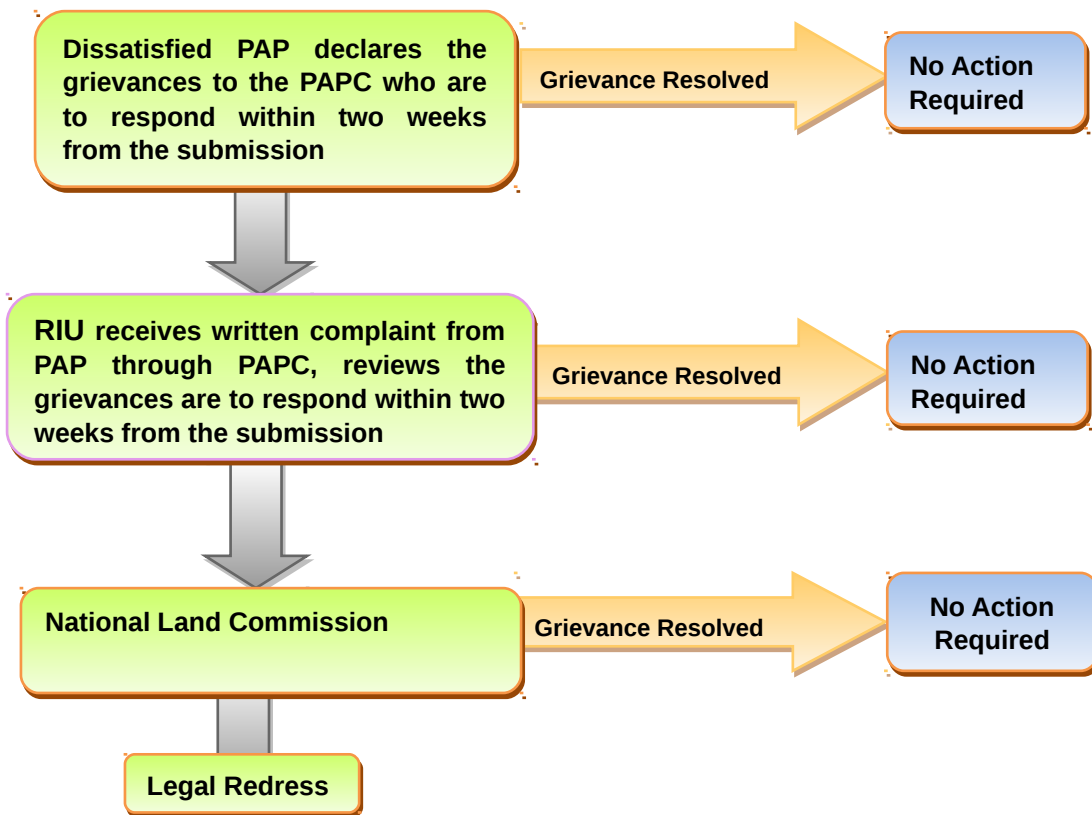 Dissatisfied PAP declares the
grievances to the PAPC who are
to respond within two weeks
from the submission
Grievance Resolved
No Action
Required
RIU receives written complaint from
PAP through PAPC, reviews the
grievances are to respond within two
weeks from the submission
Grievance Resolved
No Action
Required
National Land Commission
Grievance Resolved
No Action
Required
Legal Redress